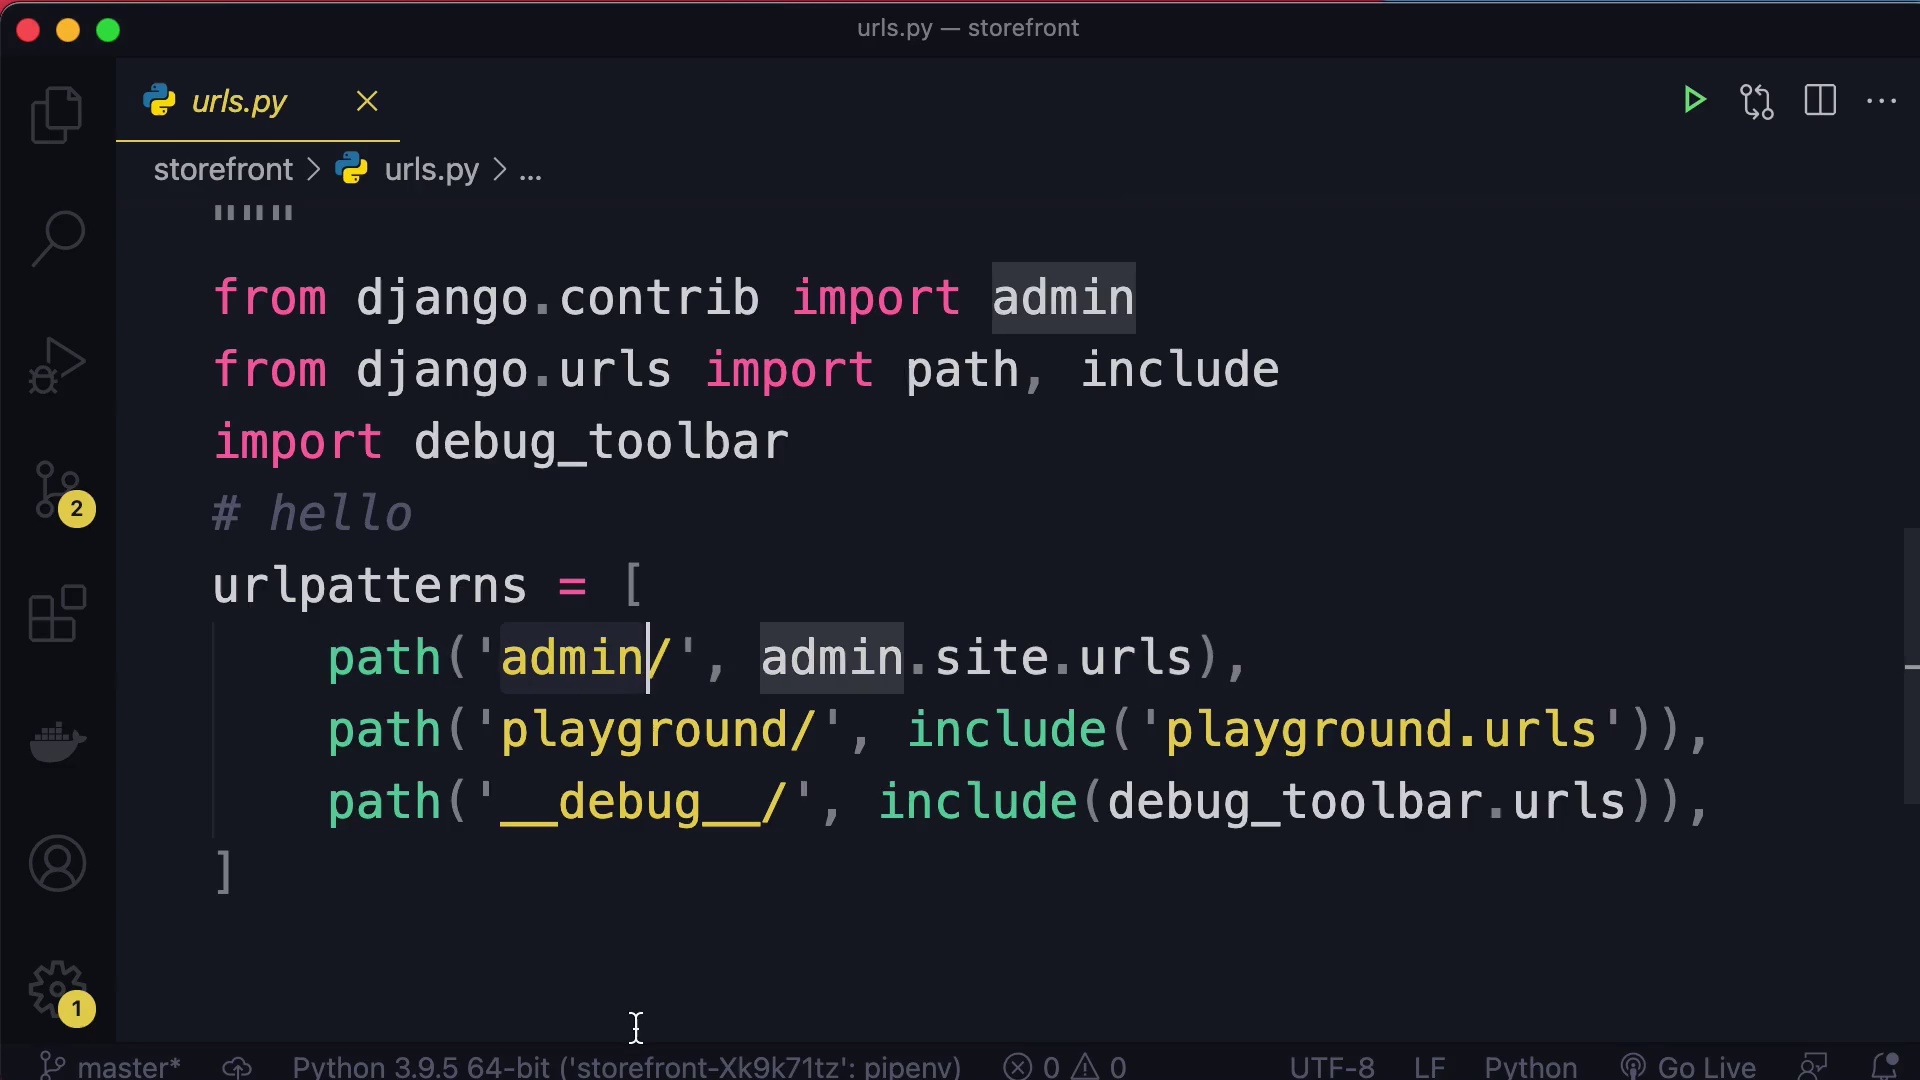 urls.py — storefront
urls.py
storefront > urls.py > ...
"""
from django.contrib import admin
from django.urls import path, include
import debug_toolbar
# hello
urlpatterns = [
    path('admin/', admin.site.urls),
    path('playground/', include('playground.urls')),
    path('__debug__/', include(debug_toolbar.urls)),
]
2
1
master* Python 3.9.5 64-bit ('storefront-Xk9k71tz': pipenv) 0 0 UTF-8 LF Python Go Live